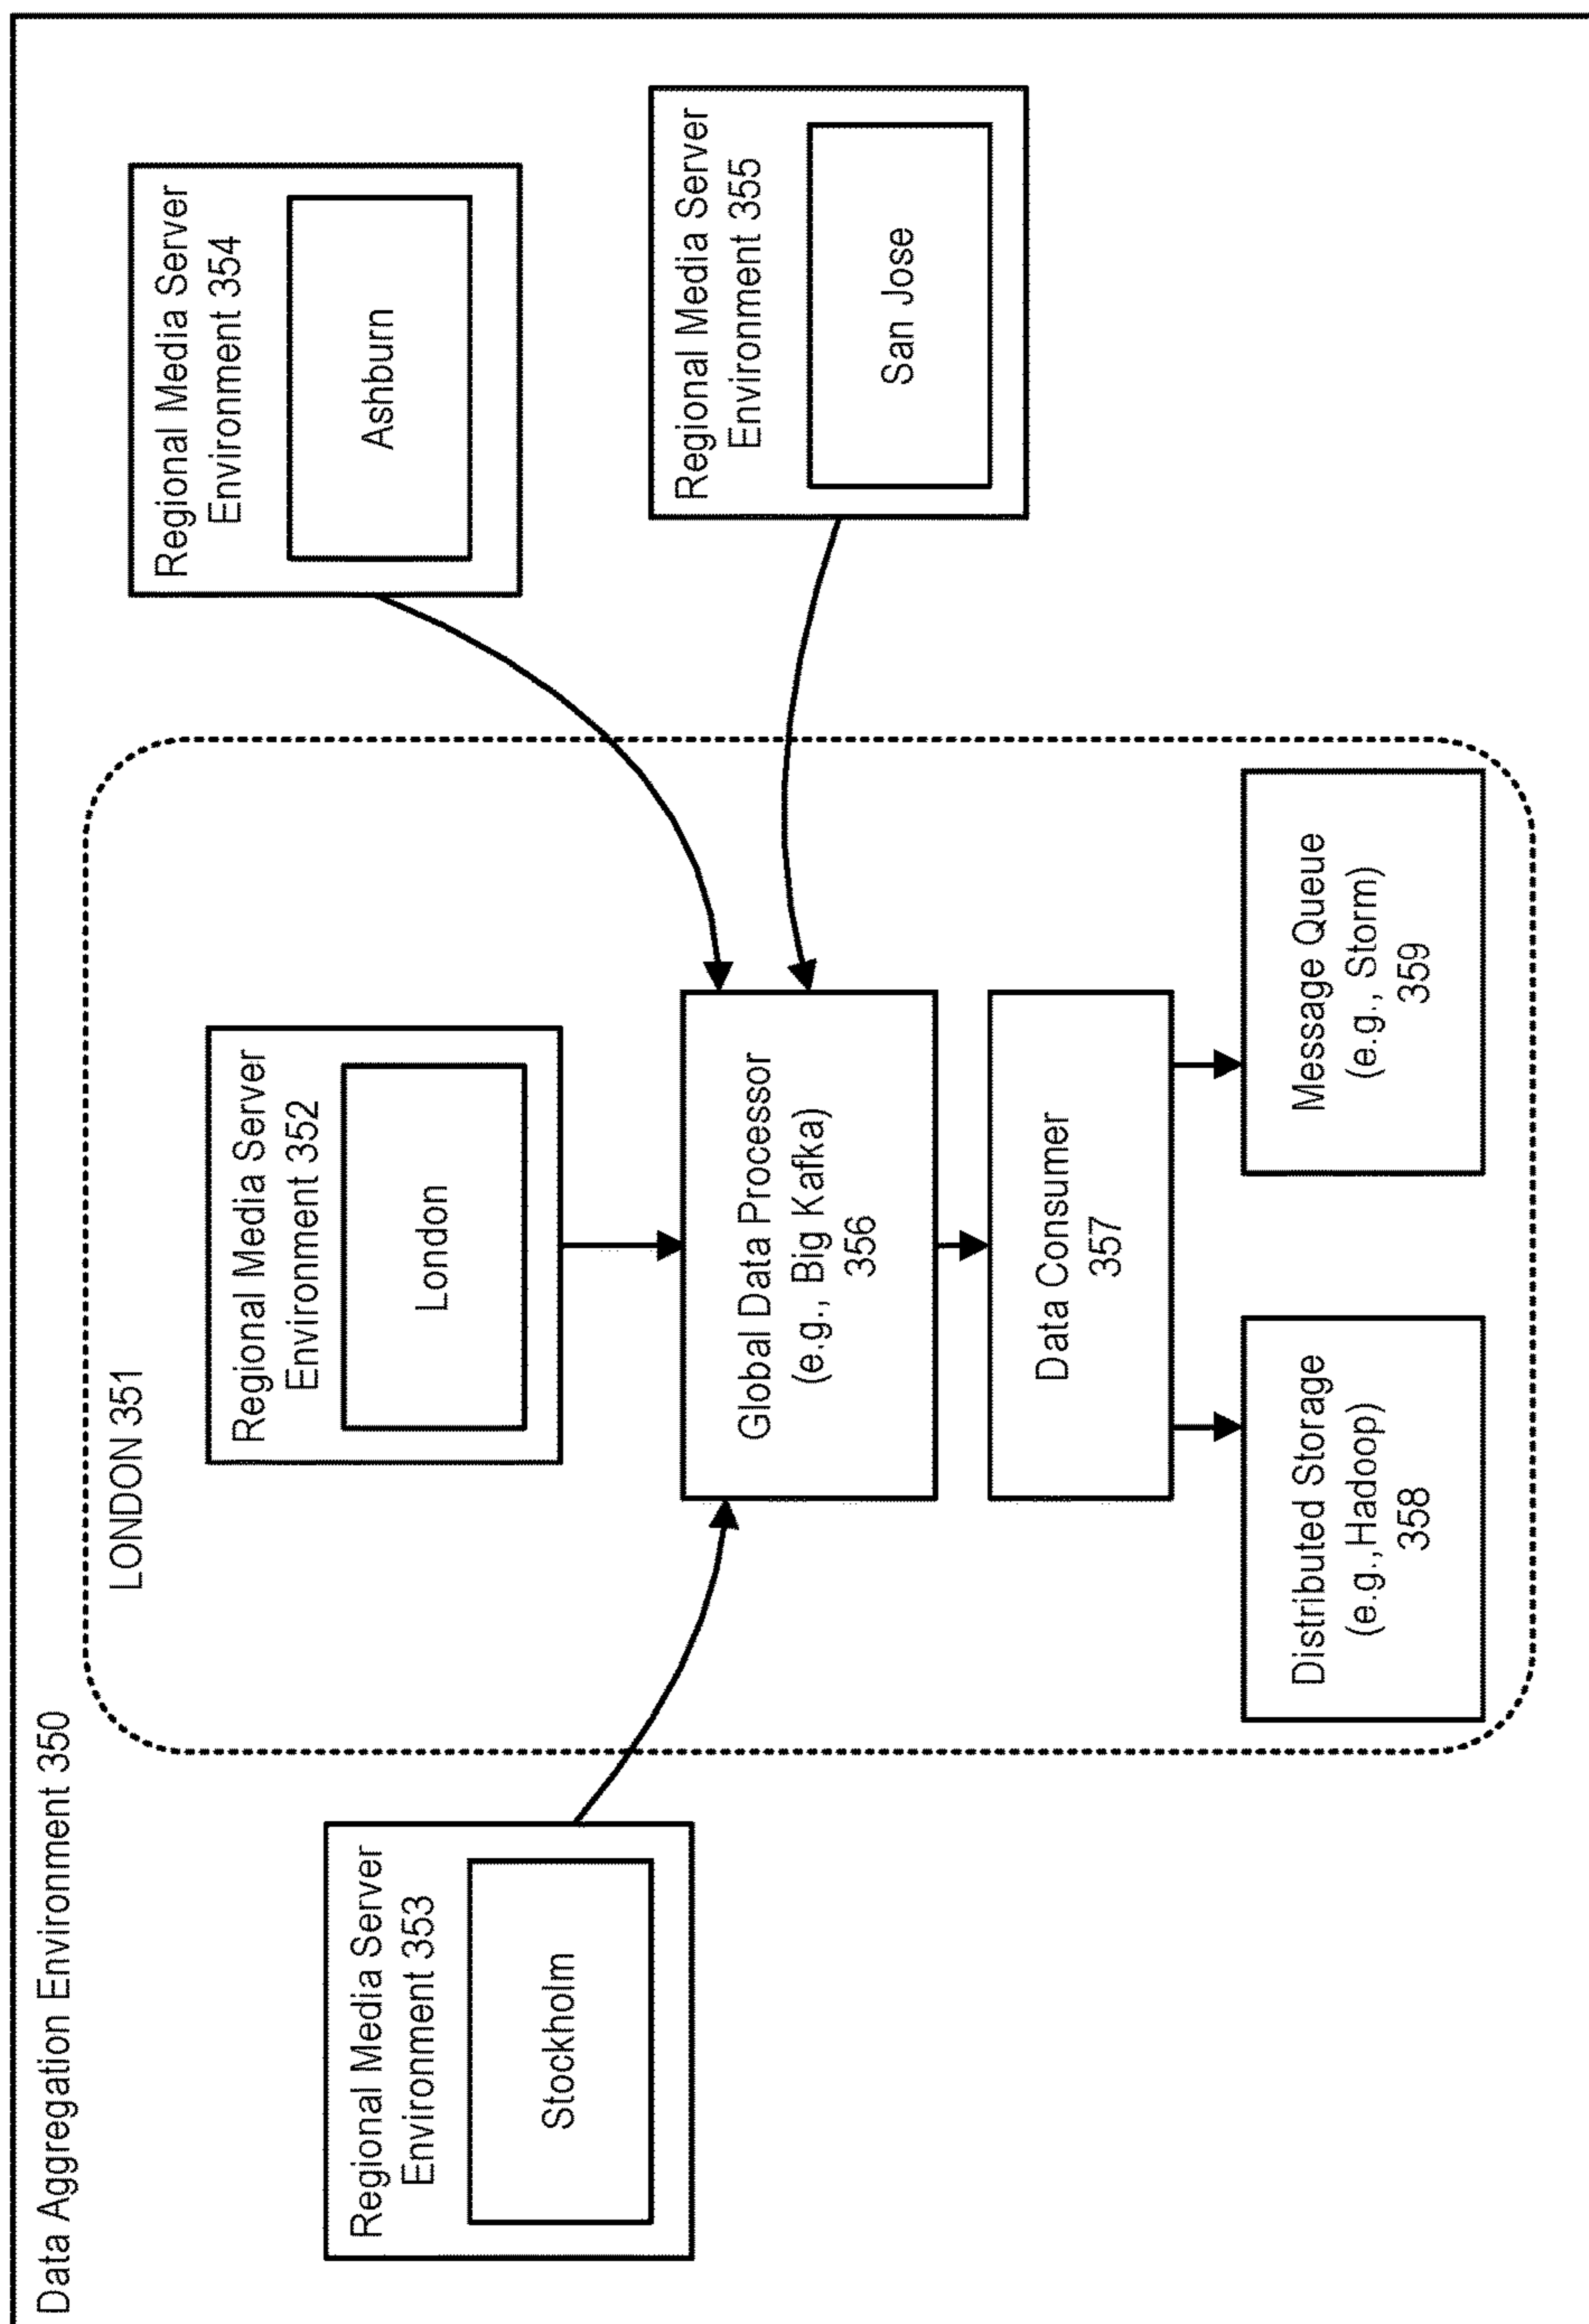 Data Aggregation Environment 350
LONDON 351
Regional Media Server
Environment 352
London
Regional Media Server
Environment 353
Stockholm
Regional Media Server
Environment 354
Ashburn
Regional Media Server
Environment 355
San Jose
Global Data Processor
(e.g., Big Kafka)
356
Data Consumer
357
Distributed Storage
(e.g.,Hadoop)
358
Message Queue
(e.g., Storm)
359